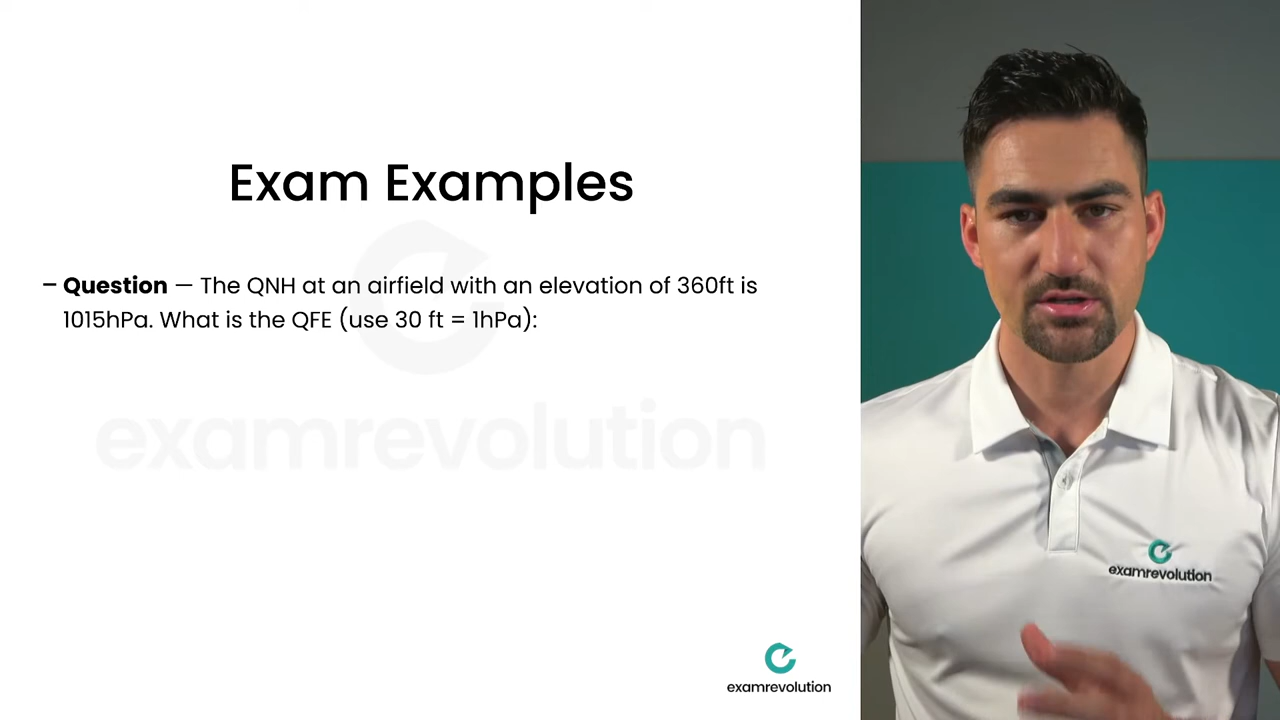 Exam Examples
– Question — The QNH at an airfield with an elevation of 360ft is
1015hPa. What is the QFE (use 30 ft = 1hPa):
examrevolution
examrevolution
examrevolution